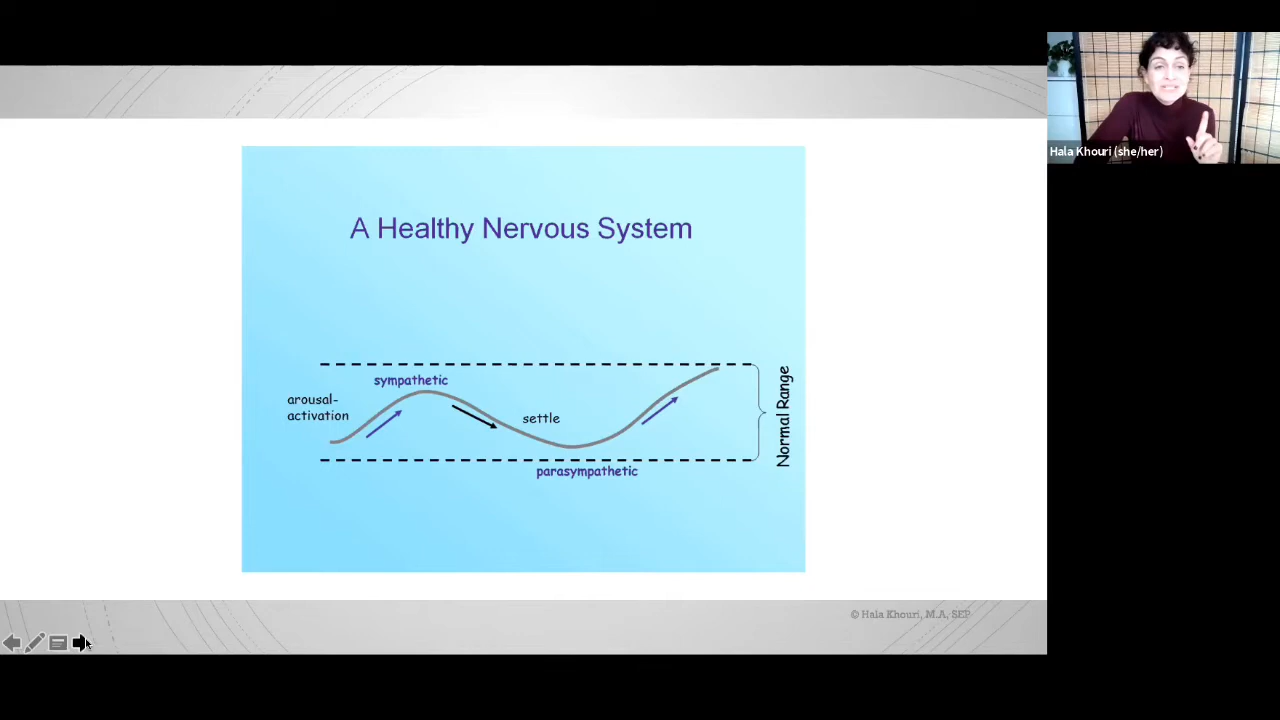 Hala Khouri (she/her)
A Healthy Nervous System
sympathetic
arousal-
activation
settle
parasympathetic
Normal Range
© Hala Khouri, M.A, SEP